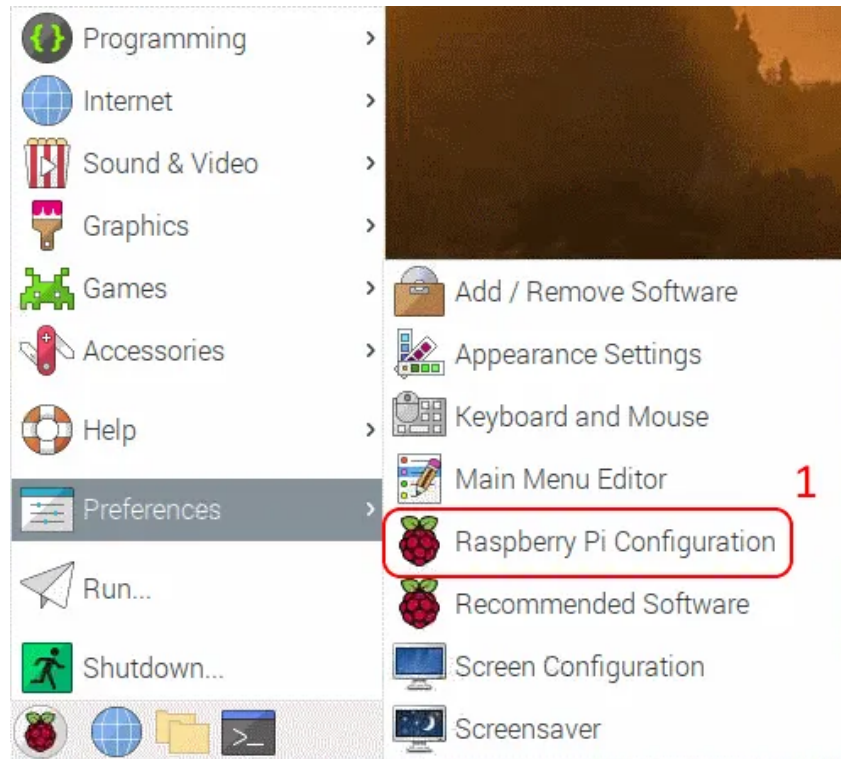 Programming
Internet
Sound & Video
Graphics
Games
Accessories
Help
Preferences
Run...
Shutdown...
Add / Remove Software
Appearance Settings
Keyboard and Mouse
Main Menu Editor
1
Raspberry Pi Configuration
Recommended Software
Screen Configuration
Screensaver